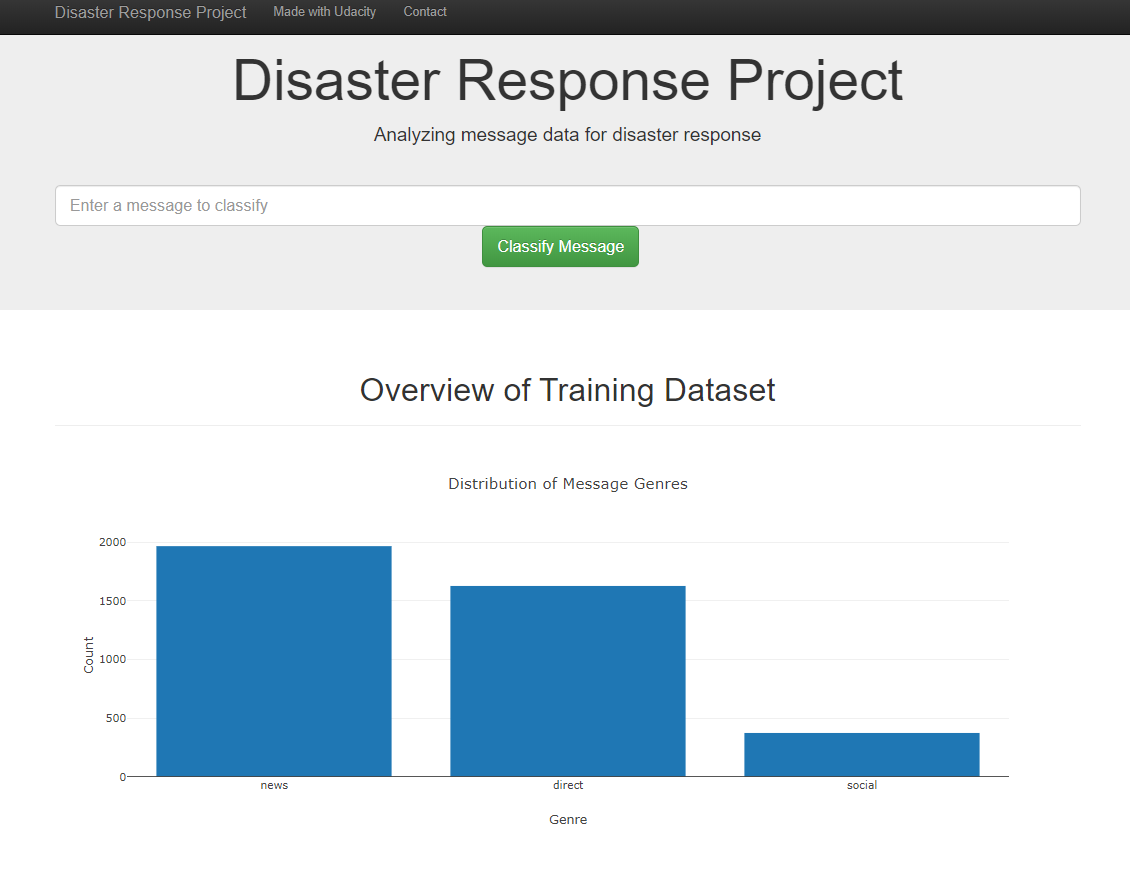 Disaster Response Project Made with Udacity Contact
Disaster Response Project
Analyzing message data for disaster response
Enter a message to classify
Classify Message
Overview of Training Dataset
Distribution of Message Genres
2000
1500
1000
500
0
Count
news direct social
Genre